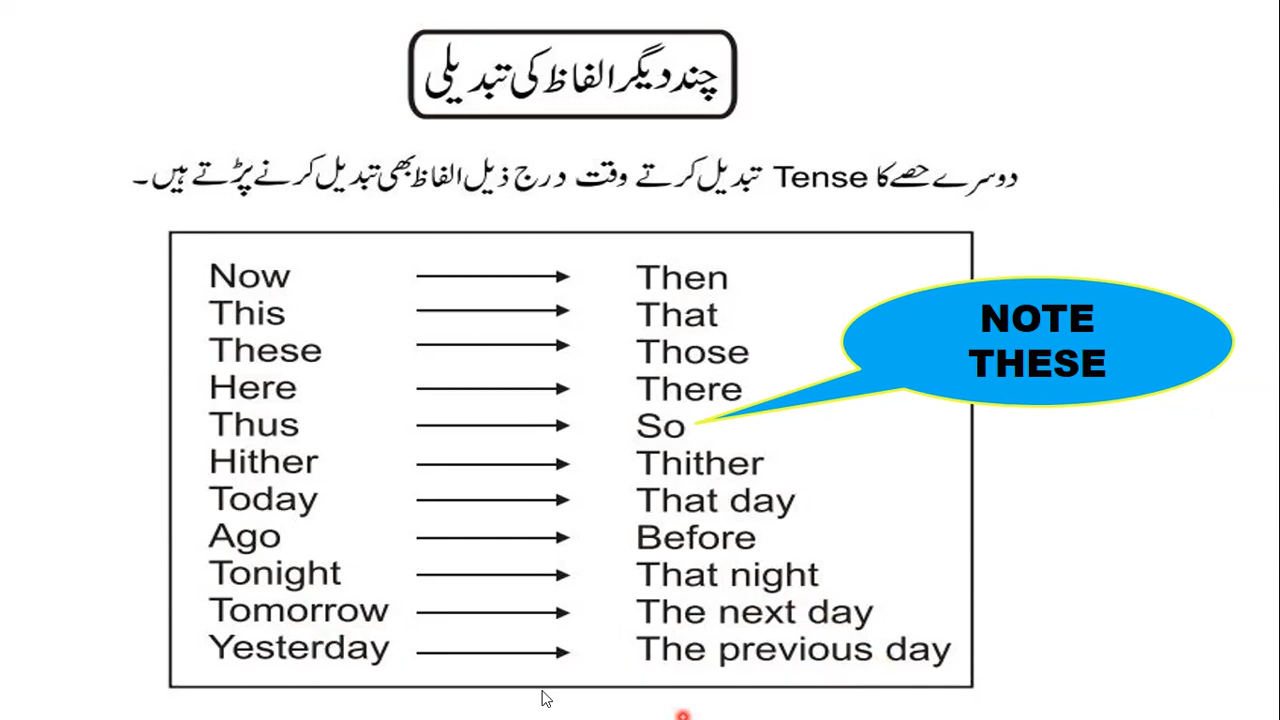 چند دیگر الفاظ کی تبدیلی
دوسرے حصے کا Tense تبدیل کرتے وقت درج ذیل الفاظ بھی تبدیل کرنے پڑتے ہیں۔
Now Then
This That
These Those
Here There
Thus So
Hither Thither
Today That day
Ago Before
Tonight That night
Tomorrow The next day
Yesterday The previous day
NOTE
THESE